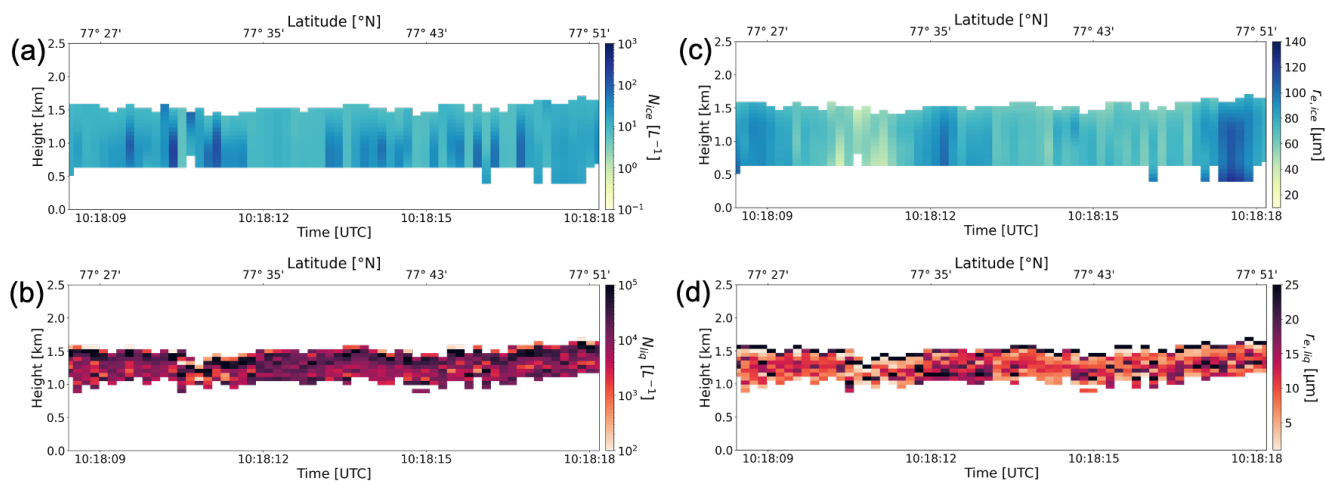 (a)
Latitude [°N]
77° 27' 77° 35' 77° 43' 77° 51'
Height [km]
2.5
2.0
1.5
1.0
0.5
0.0
10:18:09 10:18:12 10:18:15 10:18:18
Time [UTC]
10³
10²
10¹
10⁰
10⁻¹
N_ice [L⁻¹]
(c)
Latitude [°N]
77° 27' 77° 35' 77° 43' 77° 51'
Height [km]
2.5
2.0
1.5
1.0
0.5
0.0
10:18:09 10:18:12 10:18:15 10:18:18
Time [UTC]
140
120
100
80
60
40
20
r_e,ice [μm]
(b)
Latitude [°N]
77° 27' 77° 35' 77° 43' 77° 51'
Height [km]
2.5
2.0
1.5
1.0
0.5
0.0
10:18:09 10:18:12 10:18:15 10:18:18
Time [UTC]
10⁵
10⁴
10³
10²
N_liq [L⁻¹]
(d)
Latitude [°N]
77° 27' 77° 35' 77° 43' 77° 51'
Height [km]
2.5
2.0
1.5
1.0
0.5
0.0
10:18:09 10:18:12 10:18:15 10:18:18
Time [UTC]
25
20
15
10
5
r_e,liq [μm]